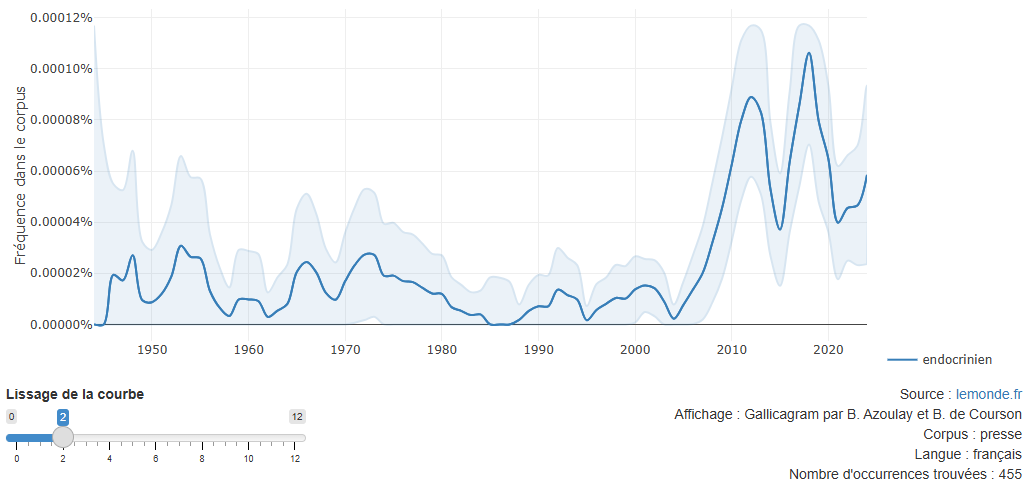 0.00012%
0.00010%
0.00008%
0.00006%
0.00004%
0.00002%
0.00000%
Fréquence dans le corpus
1950 1960 1970 1980 1990 2000 2010 2020
endocrinien
Lissage de la courbe
0 2 12
0 2 4 6 8 10 12
Source : lemonde.fr
Affichage : Gallicagram par B. Azoulay et B. de Courson
Corpus : presse
Langue : français
Nombre d'occurrences trouvées : 455